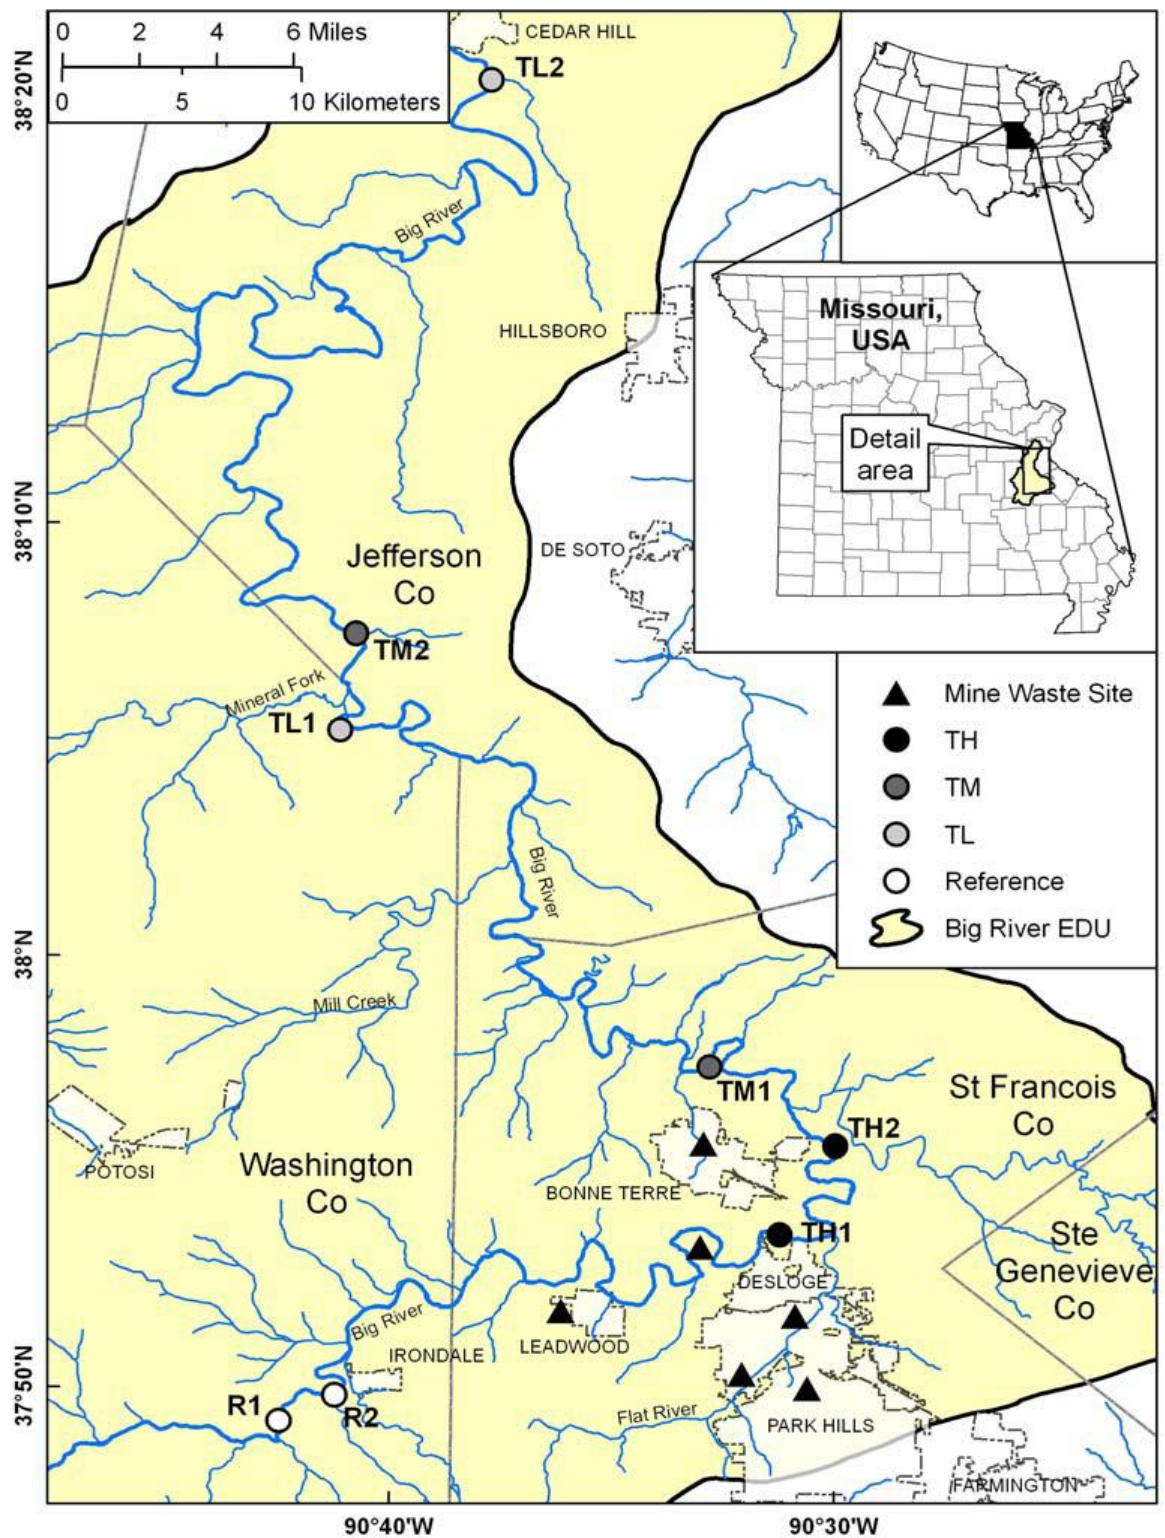 0 2 4 6 Miles
0 5 10 Kilometers
CEDAR HILL
TL2
38°20'N
Big River
HILLSBORO
Missouri,
USA
Detail
area
38°10'N
DE SOTO
Jefferson
Co
TM2
Mineral Fork
TL1
Mine Waste Site
TH
TM
TL
Reference
Big River EDU
Big River
38°N
Mill Creek
TM1
St Francois
Co
TH2
POTOSI
Washington
Co
BONNE TERRE
TH1
Ste
Genevieve
Co
DESLOGE
Big River
LEADWOOD
IRONDALE
37°50'N
R1
R2
Flat River
PARK HILLS
FARMINGTON
90°40'W
90°30'W